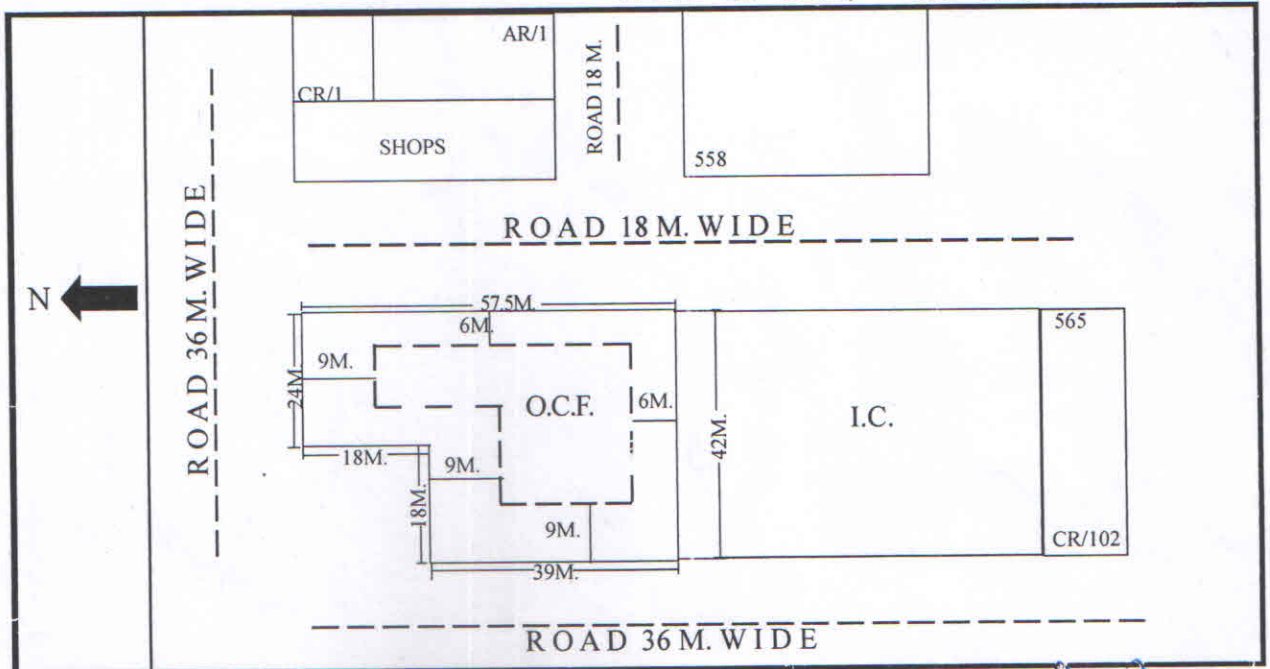 AR/1
CR/1
SHOPS
ROAD 18 M.
558
ROAD 18 M. WIDE
N
ROAD 36 M. WIDE
57.5M.
6M.
9M.
24M
O.C.F.
6M.
18M.
9M.
18M.
9M.
39M.
42M.
I.C.
565
CR/102
ROAD 36 M. WIDE